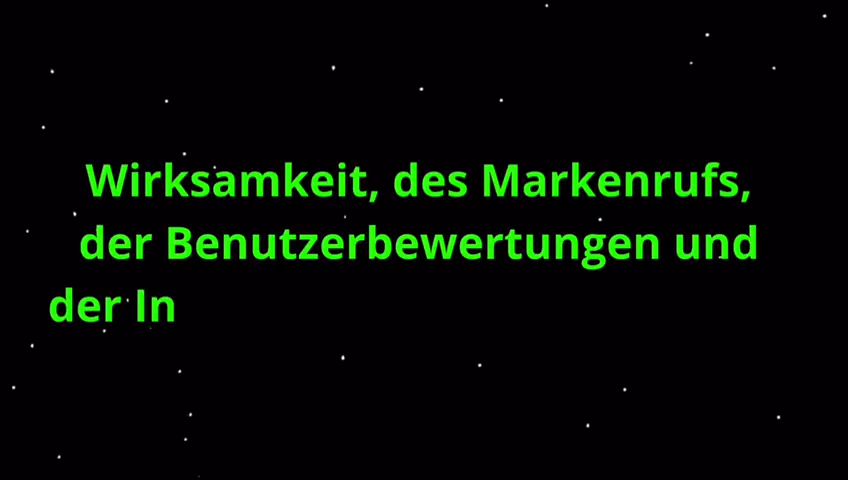 Wirksamkeit, des Markenrufs,
der Benutzerbewertungen und
der In